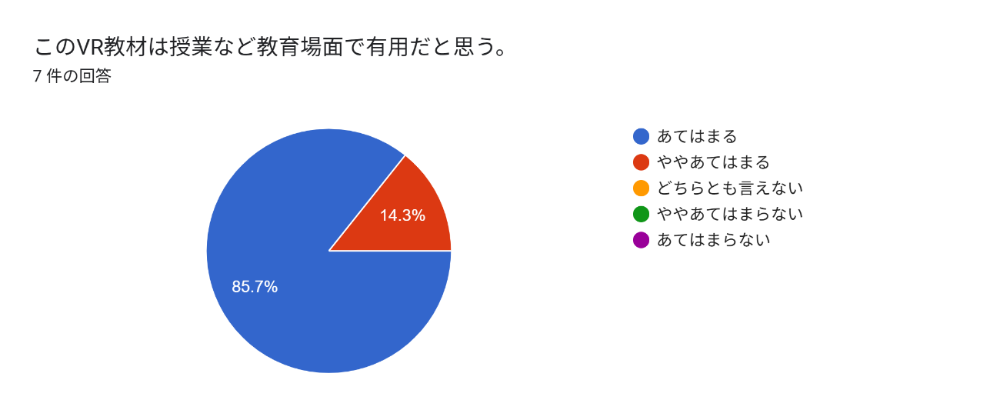 このVR教材は授業など教育場面で有用だと思う。
7 件の回答
あてはまる
ややあてはまる
どちらとも言えない
ややあてはまらない
あてはまらない
14.3%
85.7%